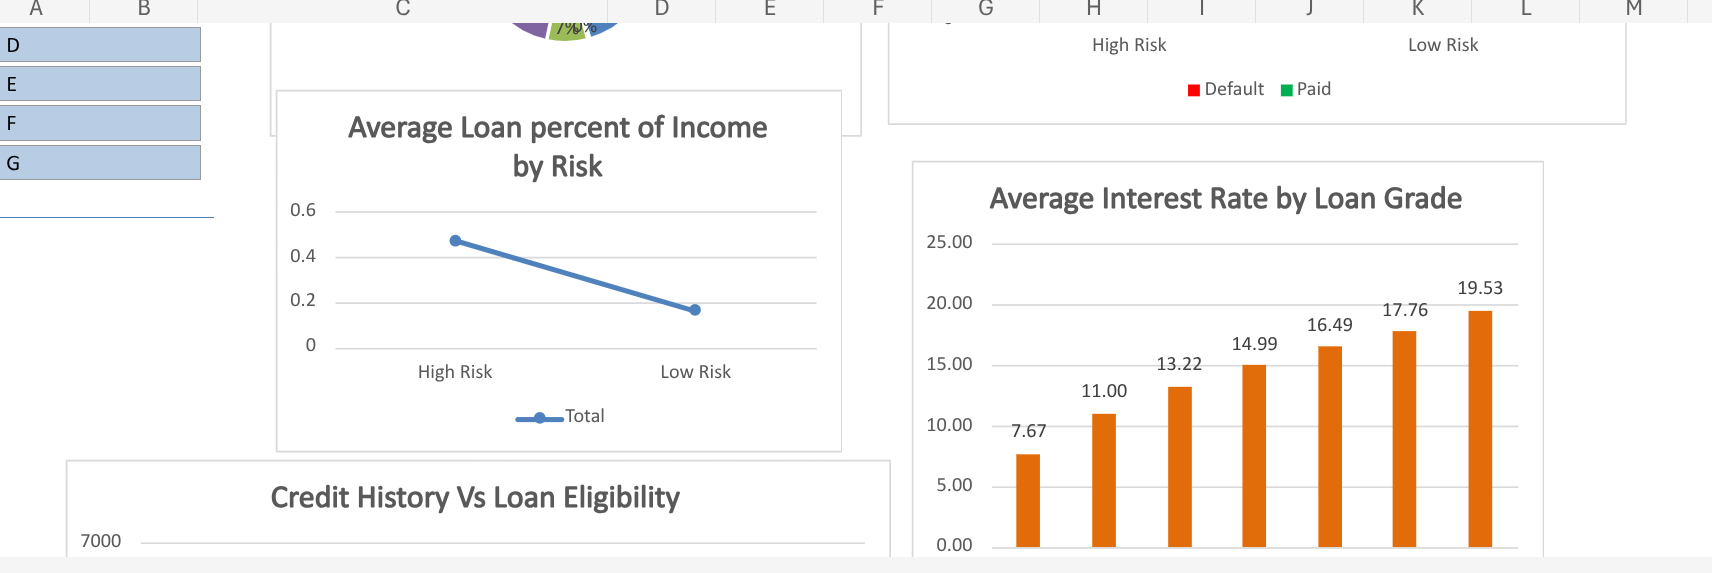 A B C D E F G H I J K L M
D
E
F
G
7%
High Risk Low Risk
Default Paid
Average Loan percent of Income
by Risk
0.6
0.4
0.2
0
High Risk Low Risk
Total
Average Interest Rate by Loan Grade
25.00
20.00
15.00
10.00
5.00
0.00
7.67
11.00
13.22
14.99
16.49
17.76
19.53
Credit History Vs Loan Eligibility
7000